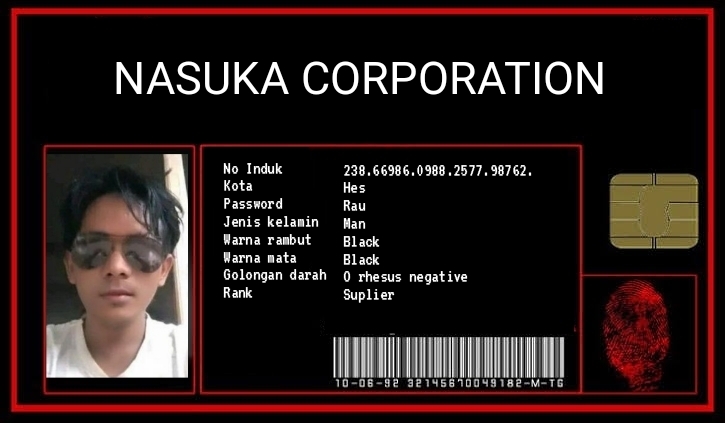 NASUKA CORPORATION
No Induk 238.66986.0988.2577.98762.
Kota Hes
Password Rau
Jenis kelamin Man
Warna rambut Black
Warna mata Black
Golongan darah O rhesus negative
Rank Suplier
10-06-92 32145670049182-M-TG